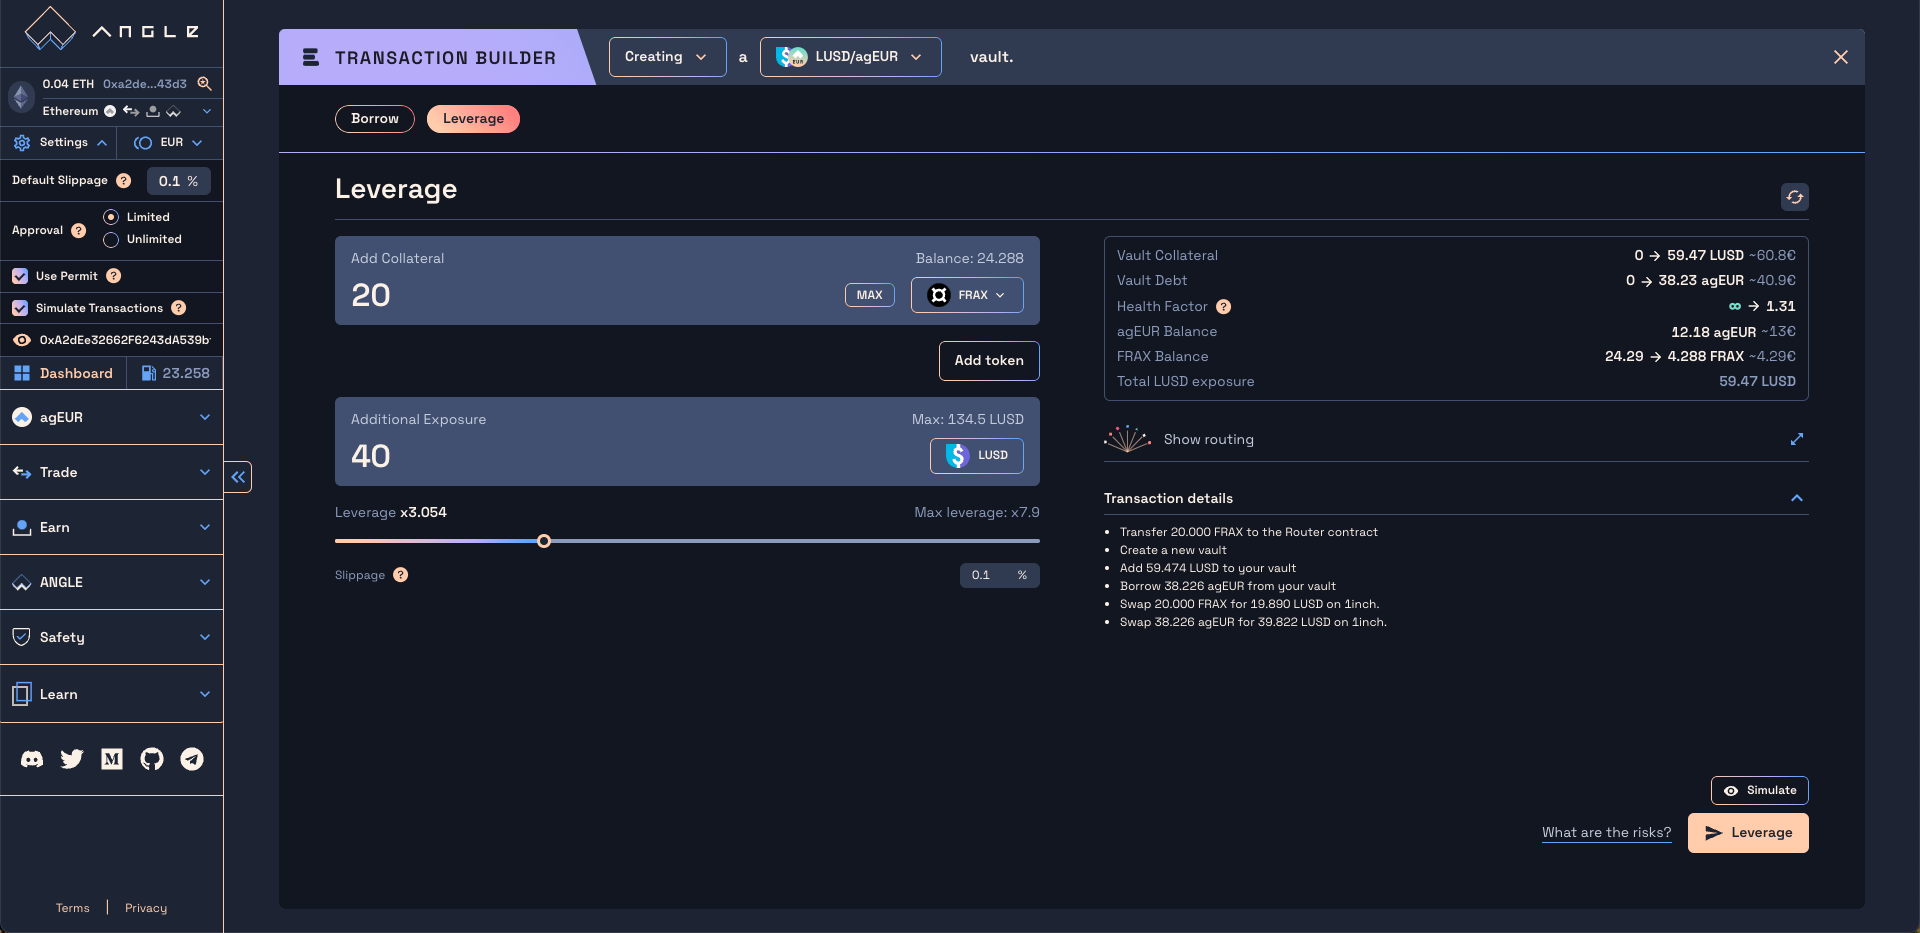 ANGLE
0.04 ETH 0xa2de...43d3
Ethereum
Settings EUR
Default Slippage ? 0.1 %
Approval ? Limited
Unlimited
Use Permit ?
Simulate Transactions ?
0xA2dEe32662F6243dA539b
Dashboard 23.258
agEUR
Trade
Earn
ANGLE
Safety
Learn
Terms | Privacy
TRANSACTION BUILDER Creating a LUSD/agEUR vault.
Borrow Leverage
Leverage
Add Collateral Balance: 24.288
20 MAX FRAX
Add token
Additional Exposure Max: 134.5 LUSD
40 LUSD
Leverage x3.054 Max leverage: x7.9
Slippage ? 0.1 %
Vault Collateral 0 → 59.47 LUSD ~60.8€
Vault Debt 0 → 38.23 agEUR ~40.9€
Health Factor ? ∞ → 1.31
agEUR Balance 12.18 agEUR ~13€
FRAX Balance 24.29 → 4.288 FRAX ~4.29€
Total LUSD exposure 59.47 LUSD
Show routing
Transaction details
• Transfer 20.000 FRAX to the Router contract
• Create a new vault
• Add 59.474 LUSD to your vault
• Borrow 38.226 agEUR from your vault
• Swap 20.000 FRAX for 19.890 LUSD on 1inch.
• Swap 38.226 agEUR for 39.822 LUSD on 1inch.
Simulate
What are the risks? Leverage